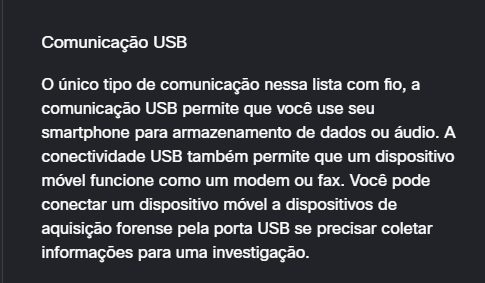 Comunicação USB
O único tipo de comunicação nessa lista com fio, a
comunicação USB permite que você use seu
smartphone para armazenamento de dados ou áudio. A
conectividade USB também permite que um dispositivo
móvel funcione como um modem ou fax. Você pode
conectar um dispositivo móvel a dispositivos de
aquisição forense pela porta USB se precisar coletar
informações para uma investigação.